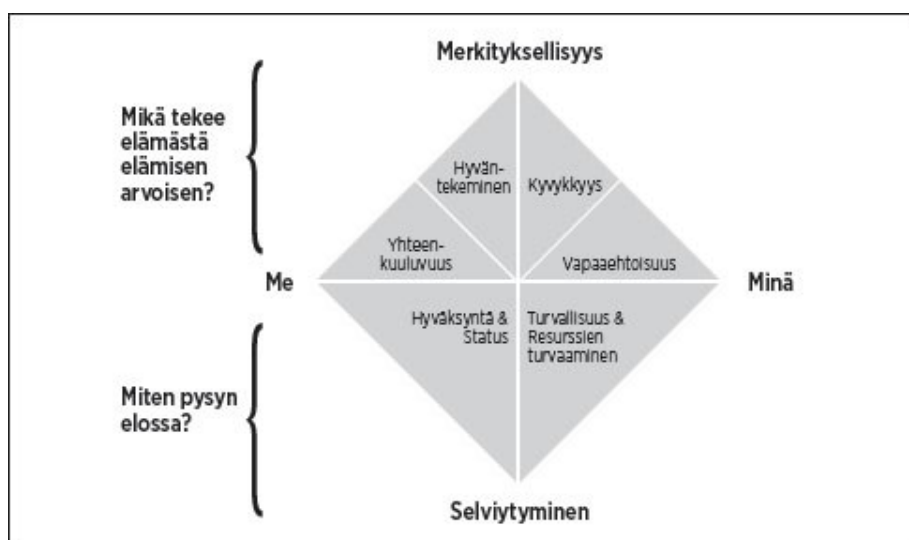 Merkityksellisyys
Mikä tekee
elämästä
elämisen
arvoisen?
Hyvän-
tekeminen
Kyvykkyys
Yhteen-
kuuluvuus
Vapaaehtoisuus
Me
Minä
Hyväksyntä &
Status
Turvallisuus &
Resurssien
turvaaminen
Miten pysyn
elossa?
Selviytyminen